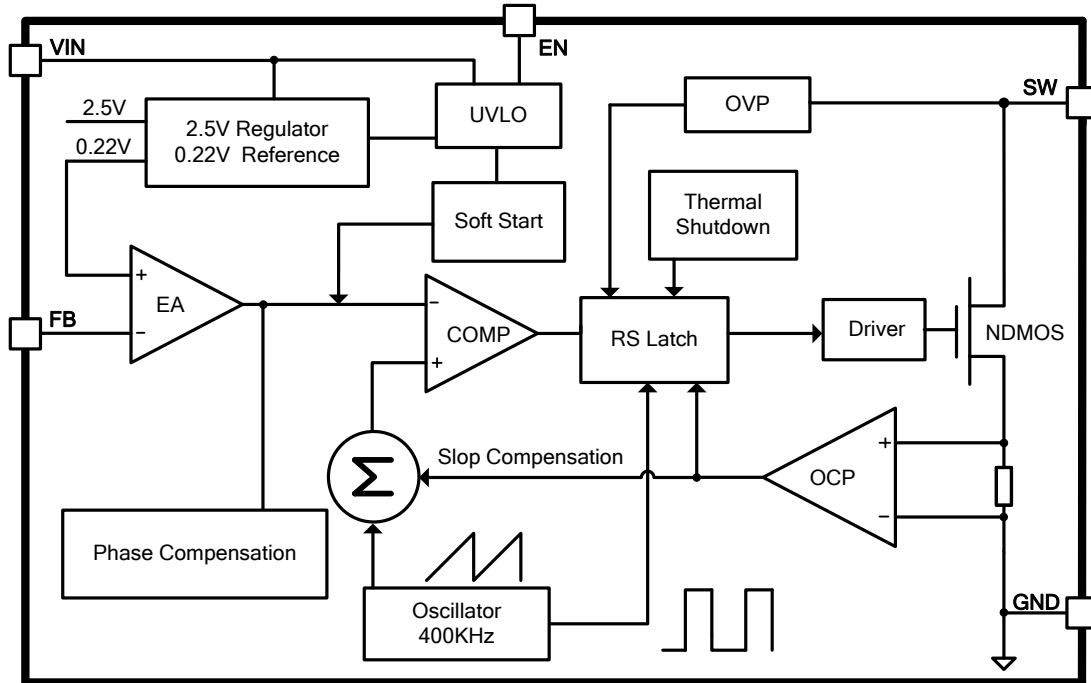 EN
VIN
SW
2.5V
0.22V
2.5V Regulator
0.22V Reference
UVLO
OVP
Soft Start
Thermal
Shutdown
+
EA
−
FB
−
COMP
+
RS Latch
Driver
NDMOS
Σ
Slop Compensation
+
OCP
−
Phase Compensation
Oscillator
400KHz
GND